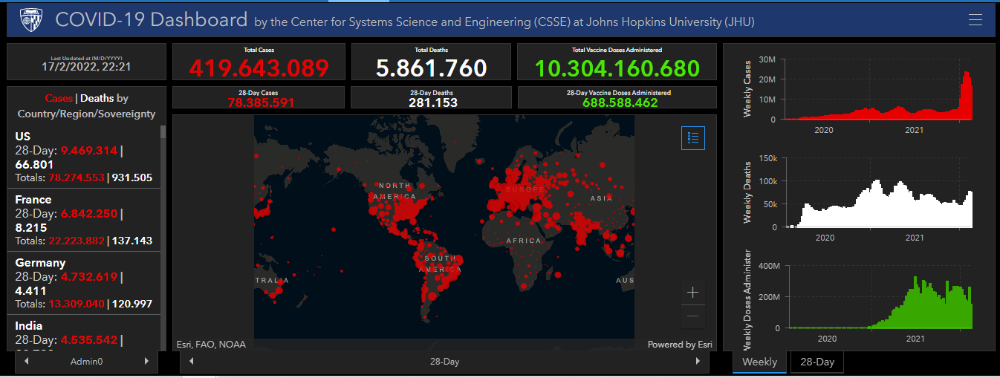 COVID-19 Dashboard by the Center for Systems Science and Engineering (CSSE) at Johns Hopkins University (JHU)
Last Updated at (M/D/YYYY)
17/2/2022, 22:21
Cases | Deaths by
Country/Region/Sovereignty
US
28-Day: 9.469.314 |
66.801
Totals: 78.274.553 | 931.505
France
28-Day: 6.842.250 |
8.215
Totals: 22.223.882 | 137.143
Germany
28-Day: 4.732.619 |
4.411
Totals: 13.309.040 | 120.997
India
28-Day: 4.535.542 |
Admin0
Total Cases
419.643.089
Total Deaths
5.861.760
Total Vaccine Doses Administered
10.304.160.680
28-Day Cases
78.385.591
28-Day Deaths
281.153
28-Day Vaccine Doses Administered
688.588.462
NORTH
AMERICA
EUROPE
ASIA
AFRICA
SOUTH
AMERICA
TRALIA
AUS
Esri, FAO, NOAA
Powered by Esri
28-Day
Weekly Cases
30M
20M
10M
0
2020
2021
Weekly Deaths
150k
100k
50k
0
2020
2021
Weekly Doses Administer
400M
200M
0
2020
2021
Weekly
28-Day